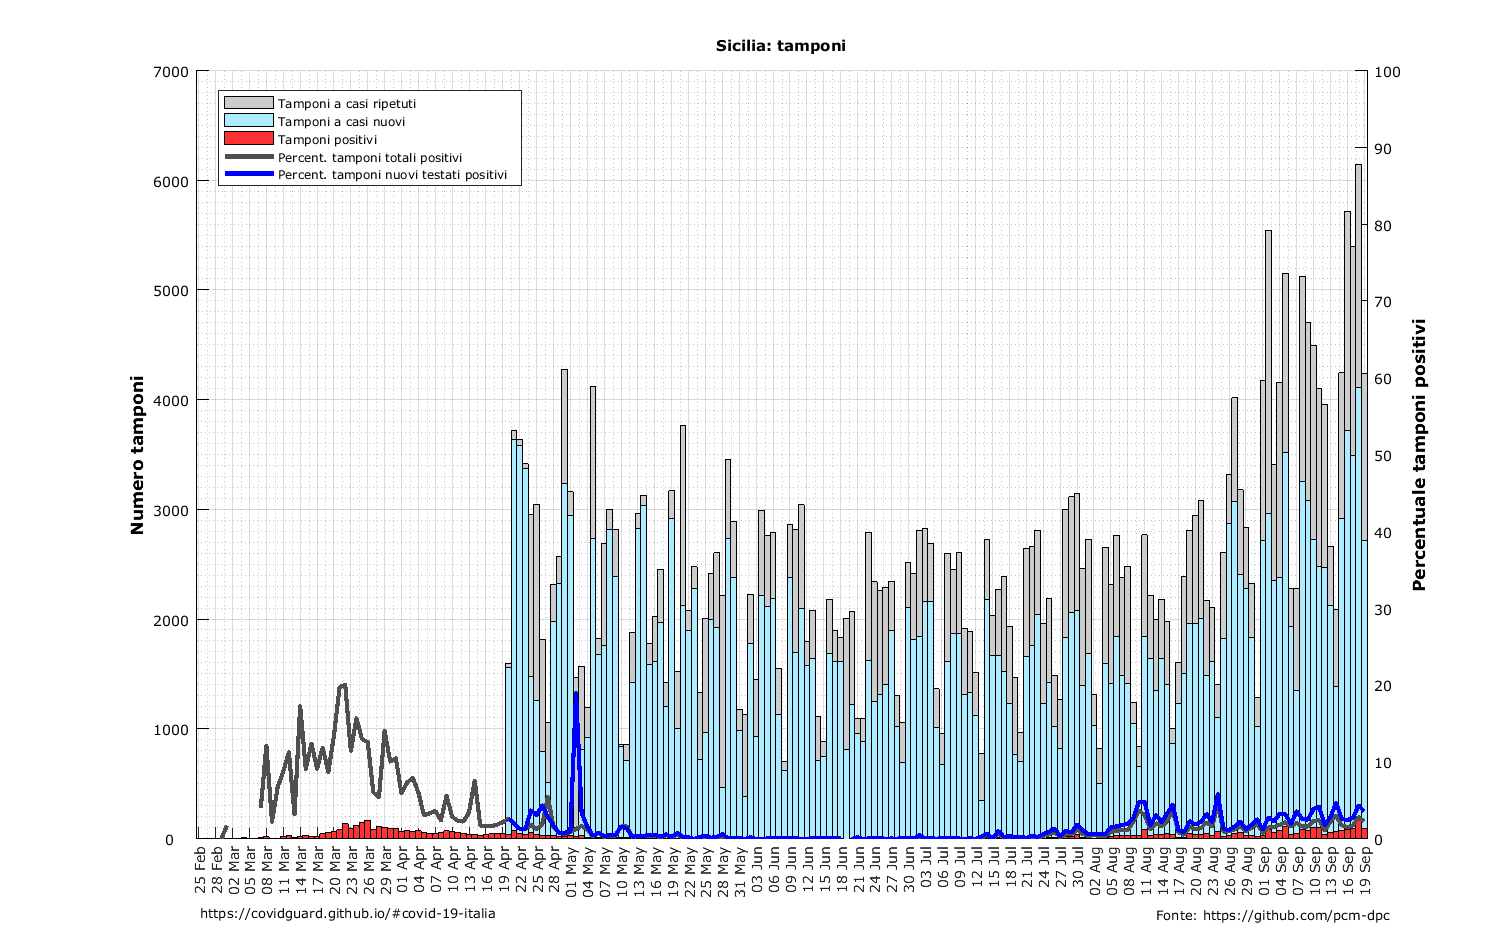 Sicilia: tamponi
7000
6000
5000
4000
3000
2000
1000
0
Numero tamponi
Tamponi a casi ripetuti
Tamponi a casi nuovi
Tamponi positivi
Percent. tamponi totali positivi
Percent. tamponi nuovi testati positivi
100
90
80
70
60
50
40
30
20
10
0
Percentuale tamponi positivi
25 Feb
28 Feb
02 Mar
05 Mar
08 Mar
11 Mar
14 Mar
17 Mar
20 Mar
23 Mar
26 Mar
29 Mar
01 Apr
04 Apr
07 Apr
10 Apr
13 Apr
16 Apr
19 Apr
22 Apr
25 Apr
28 Apr
01 May
04 May
07 May
10 May
13 May
16 May
19 May
22 May
25 May
28 May
31 May
03 Jun
06 Jun
09 Jun
12 Jun
15 Jun
18 Jun
21 Jun
24 Jun
27 Jun
30 Jun
03 Jul
06 Jul
09 Jul
12 Jul
15 Jul
18 Jul
21 Jul
24 Jul
27 Jul
30 Jul
02 Aug
05 Aug
08 Aug
11 Aug
14 Aug
17 Aug
20 Aug
23 Aug
26 Aug
29 Aug
01 Sep
04 Sep
07 Sep
10 Sep
13 Sep
16 Sep
19 Sep
https://covidguard.github.io/#covid-19-italia
Fonte: https://github.com/pcm-dpc